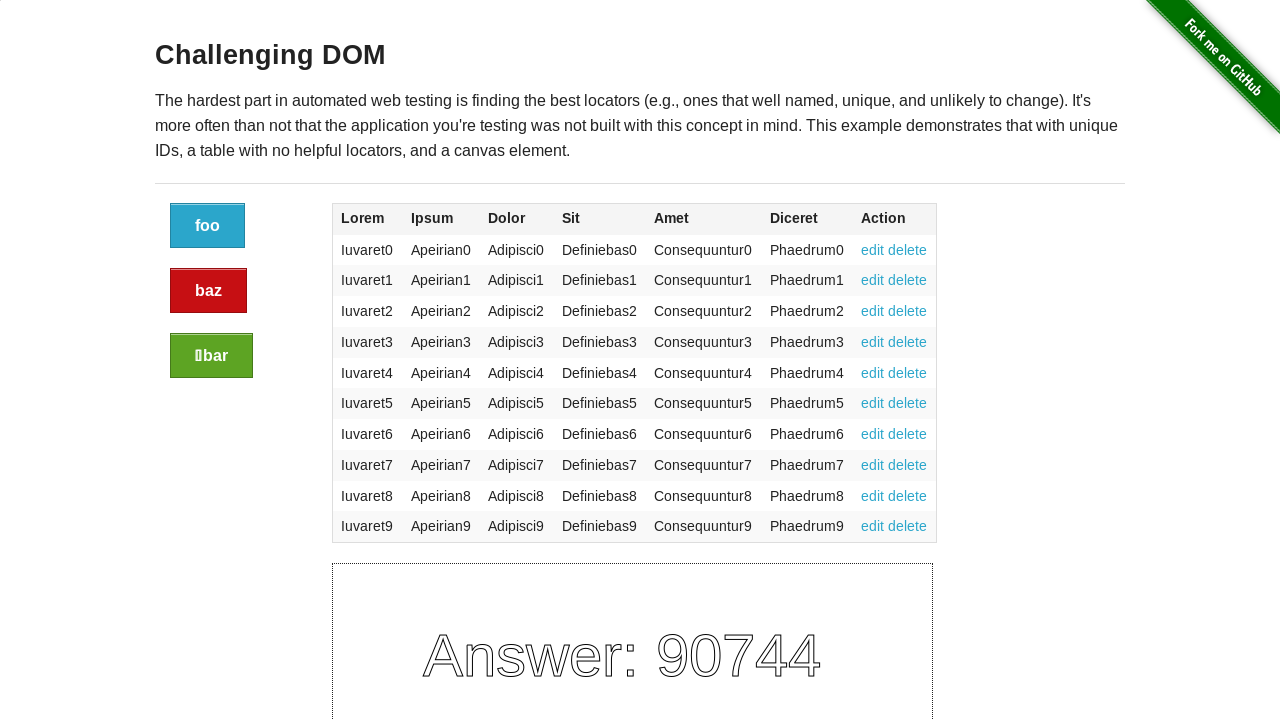 Fork me on GitHub
Challenging DOM
The hardest part in automated web testing is finding the best locators (e.g., ones that well named, unique, and unlikely to change). It's
more often than not that the application you're testing was not built with this concept in mind. This example demonstrates that with unique
IDs, a table with no helpful locators, and a canvas element.
foo
baz
bar
Lorem Ipsum Dolor Sit Amet Diceret Action
Iuvaret0 Apeirian0 Adipisci0 Definiebas0 Consequuntur0 Phaedrum0 edit delete
Iuvaret1 Apeirian1 Adipisci1 Definiebas1 Consequuntur1 Phaedrum1 edit delete
Iuvaret2 Apeirian2 Adipisci2 Definiebas2 Consequuntur2 Phaedrum2 edit delete
Iuvaret3 Apeirian3 Adipisci3 Definiebas3 Consequuntur3 Phaedrum3 edit delete
Iuvaret4 Apeirian4 Adipisci4 Definiebas4 Consequuntur4 Phaedrum4 edit delete
Iuvaret5 Apeirian5 Adipisci5 Definiebas5 Consequuntur5 Phaedrum5 edit delete
Iuvaret6 Apeirian6 Adipisci6 Definiebas6 Consequuntur6 Phaedrum6 edit delete
Iuvaret7 Apeirian7 Adipisci7 Definiebas7 Consequuntur7 Phaedrum7 edit delete
Iuvaret8 Apeirian8 Adipisci8 Definiebas8 Consequuntur8 Phaedrum8 edit delete
Iuvaret9 Apeirian9 Adipisci9 Definiebas9 Consequuntur9 Phaedrum9 edit delete
Answer: 90744